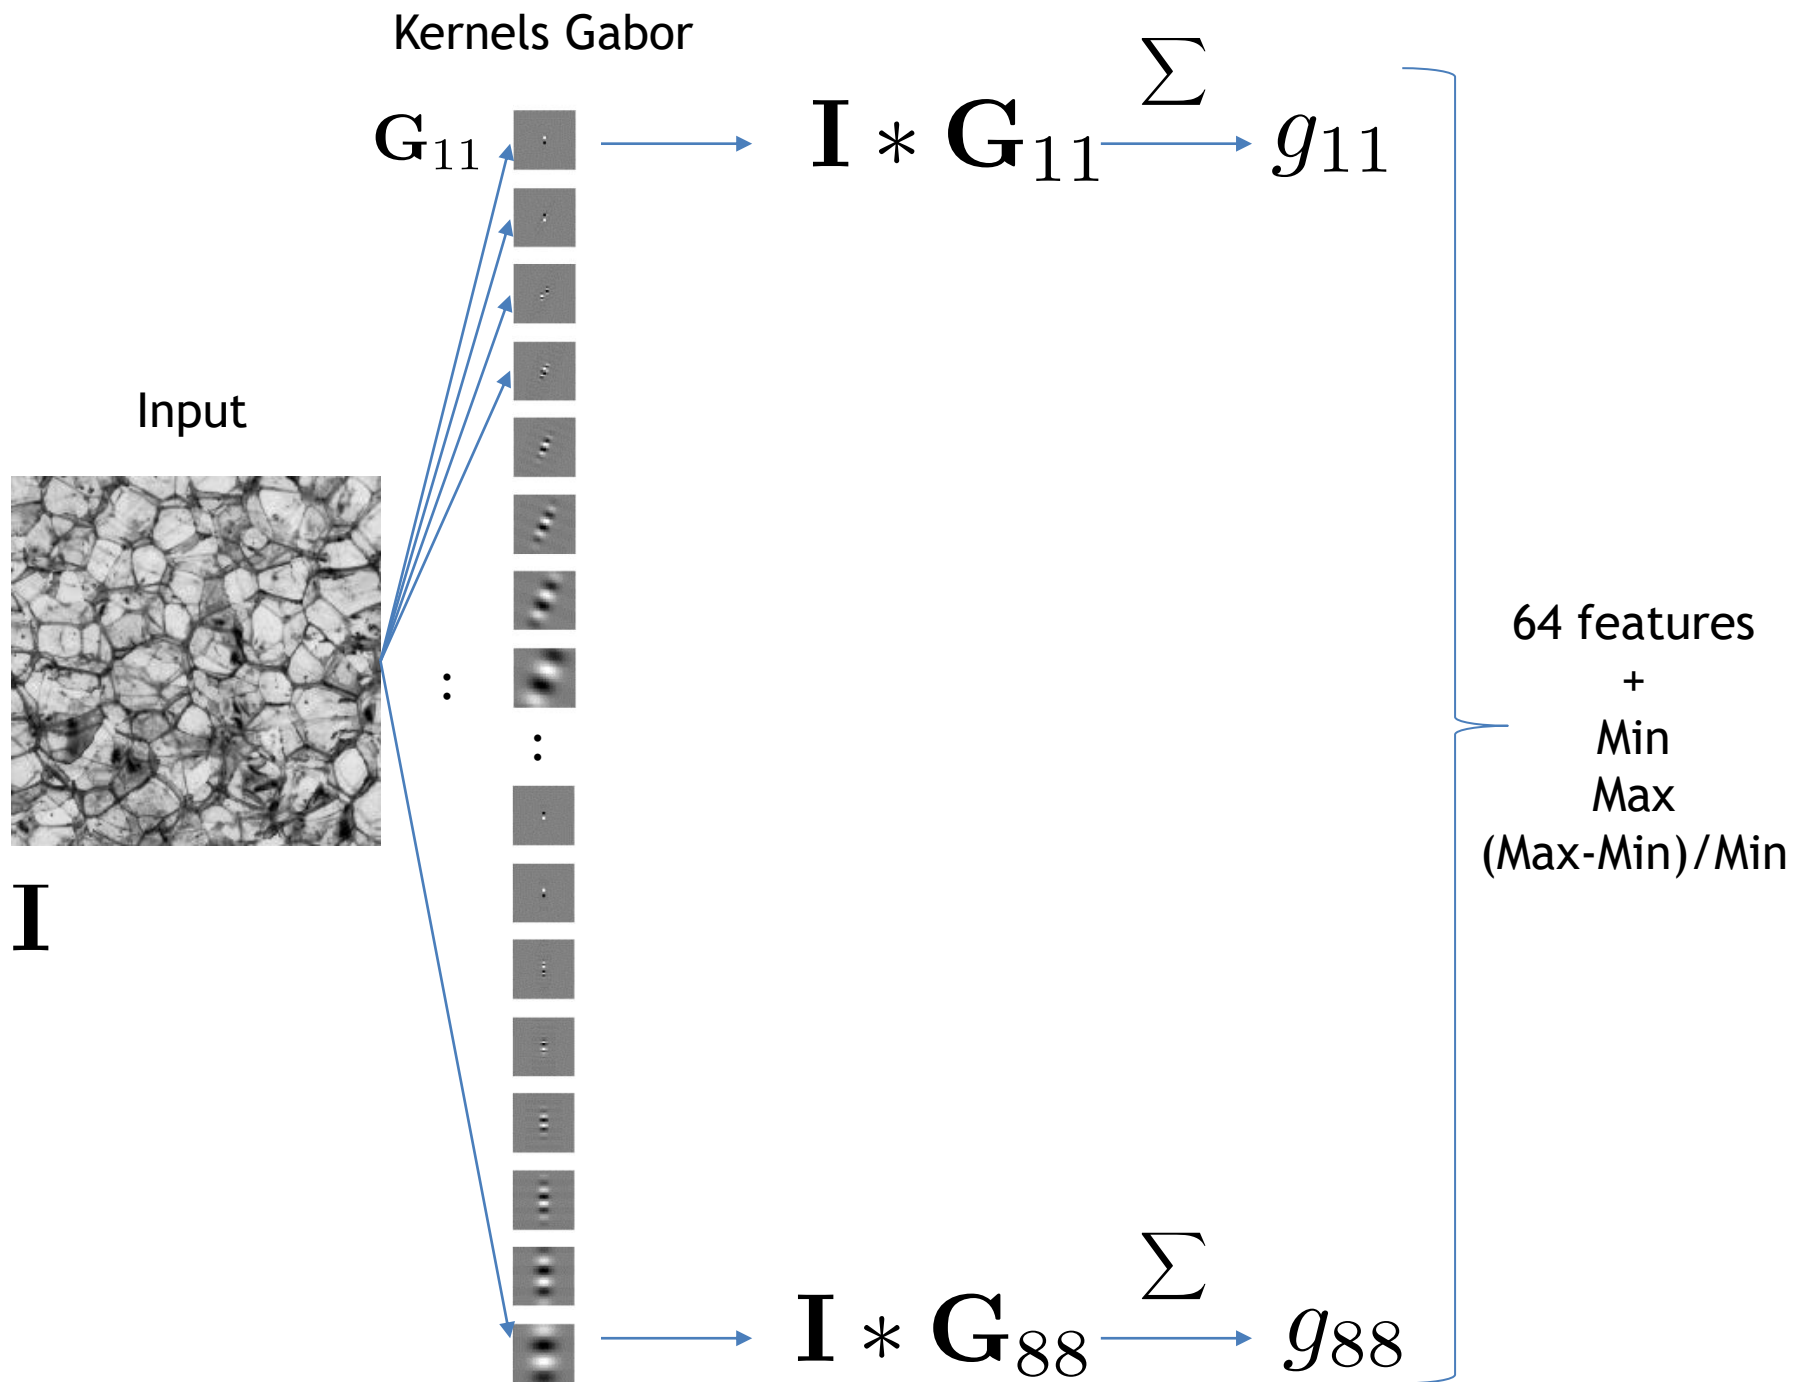 Kernels Gabor
G₁₁
I ∗ G₁₁
∑
g₁₁
Input
:
:
I
64 features
+
Min
Max
(Max-Min)/Min
I ∗ G₈₈
∑
g₈₈